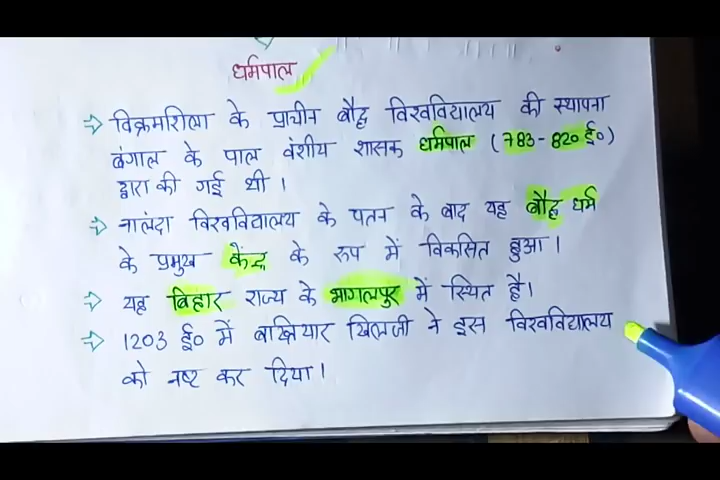 धर्मपाल
⇒ विक्रमशिला के प्राचीन बौद्ध विश्वविद्यालय की स्थापना
बंगाल के पाल वंशीय शासक धर्मपाल (783-820 ई०)
द्वारा की गई थी ।
⇒ नालंदा विश्वविद्यालय के पतन के बाद यह बौद्ध धर्म
के प्रमुख केंद्र के रूप में विकसित हुआ ।
⇒ यह बिहार राज्य के भागलपुर में स्थित है।
⇒ 1203 ई० में बख्तियार खिलजी ने इस विश्वविद्यालय
को नष्ट कर दिया।